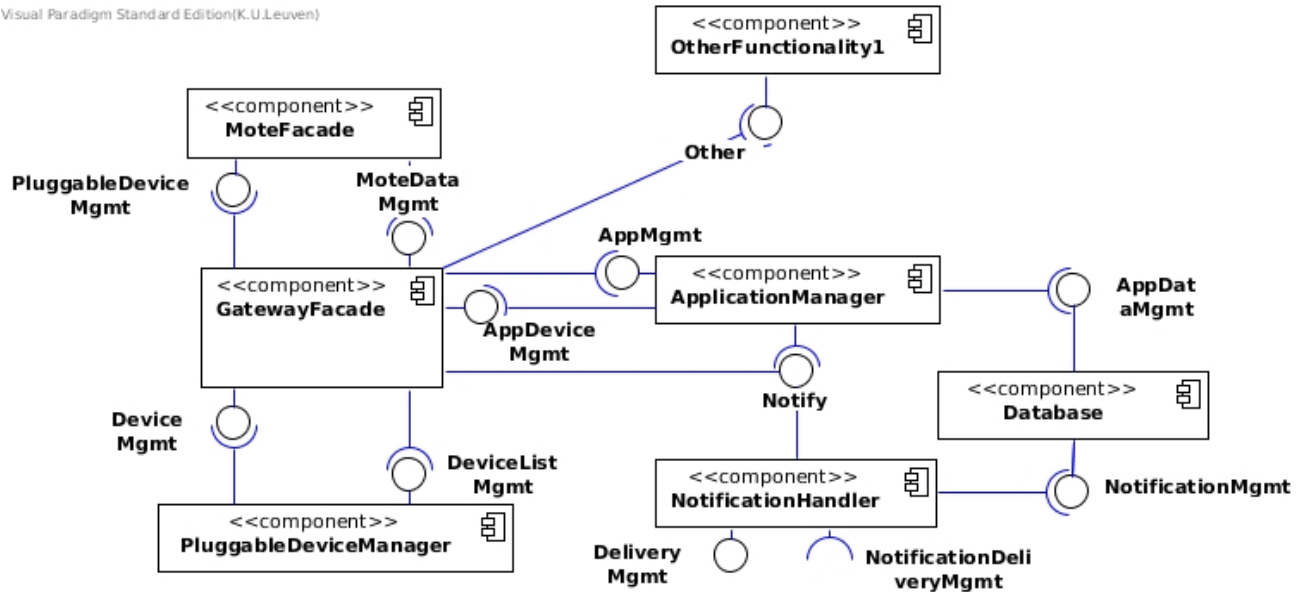 Visual Paradigm Standard Edition(K.U.Leuven)
<<component>>
OtherFunctionality1
<<component>>
MoteFacade
Other
PluggableDevice
Mgmt
MoteData
Mgmt
AppMgmt
<<component>>
GatewayFacade
<<component>>
ApplicationManager
AppDat
aMgmt
AppDevice
Mgmt
Notify
<<component>>
Database
Device
Mgmt
DeviceList
Mgmt
<<component>>
NotificationHandler
NotificationMgmt
<<component>>
PluggableDeviceManager
Delivery
Mgmt
NotificationDeli
veryMgmt